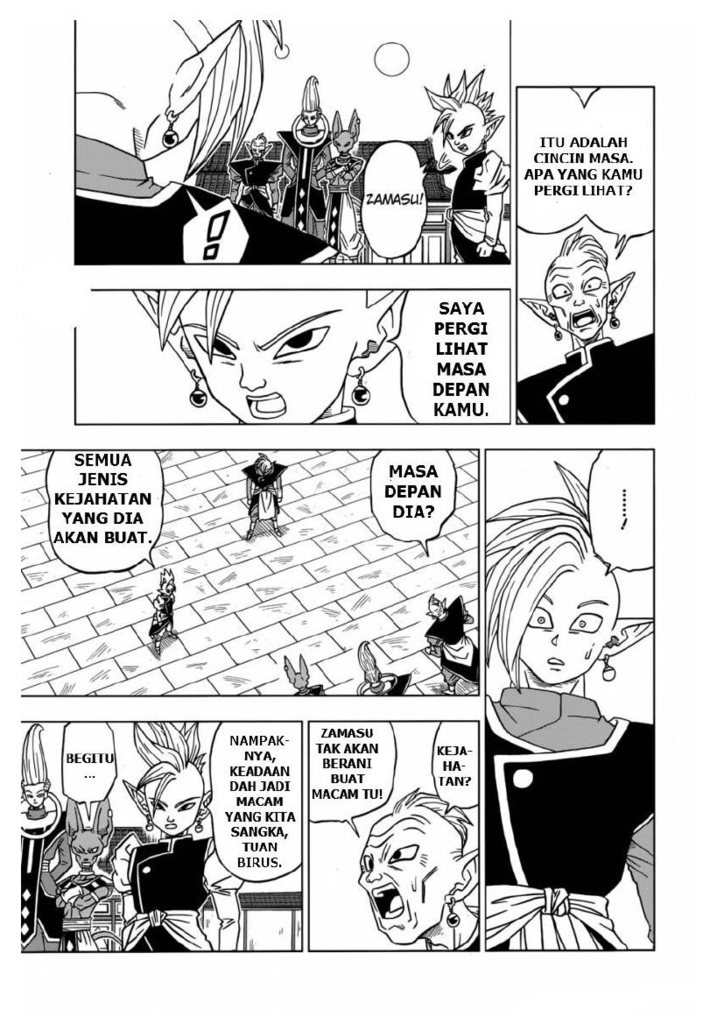 ITU ADALAH
CINCIN MASA.
APA YANG KAMU
PERGI LIHAT?
ZAMASU!
!
SAYA
PERGI
LIHAT
MASA
DEPAN
KAMU.
.......
MASA
DEPAN
DIA?
SEMUA
JENIS
KEJAHATAN
YANG DIA
AKAN BUAT.
KEJA-
HA-
TAN?
ZAMASU
TAK AKAN
BERANI
BUAT
MACAM TU!
NAMPAK-
NYA,
KEADAAN
DAH JADI
MACAM
YANG KITA
SANGKA,
TUAN
BIRUS.
BEGITU
...